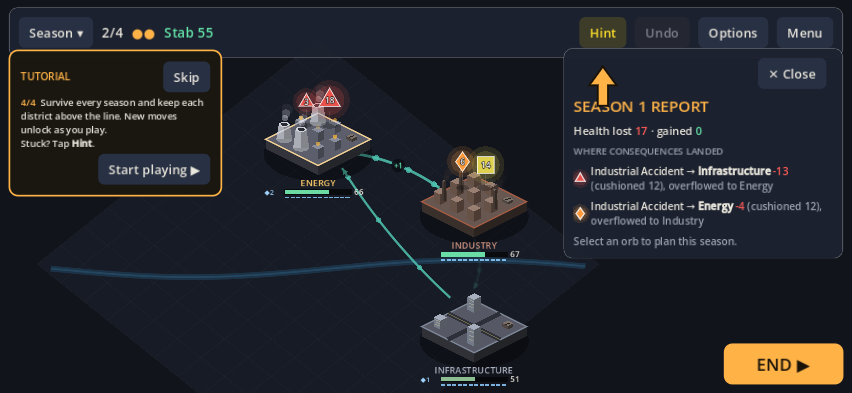 Season ▾
2/4
Stab 55
Hint
Undo
Options
Menu
TUTORIAL
Skip
4/4 Survive every season and keep each
district above the line. New moves
unlock as you play.
Stuck? Tap Hint.
Start playing ▶
✕ Close
SEASON 1 REPORT
Health lost 17 · gained 0
WHERE CONSEQUENCES LANDED
Industrial Accident → Infrastructure -13
(cushioned 12), overflowed to Energy
Industrial Accident → Energy -4 (cushioned 12),
overflowed to Industry
Select an orb to plan this season.
3
18
ENERGY
◆2
66
+1
6
14
INDUSTRY
67
INFRASTRUCTURE
◆1
51
END ▶